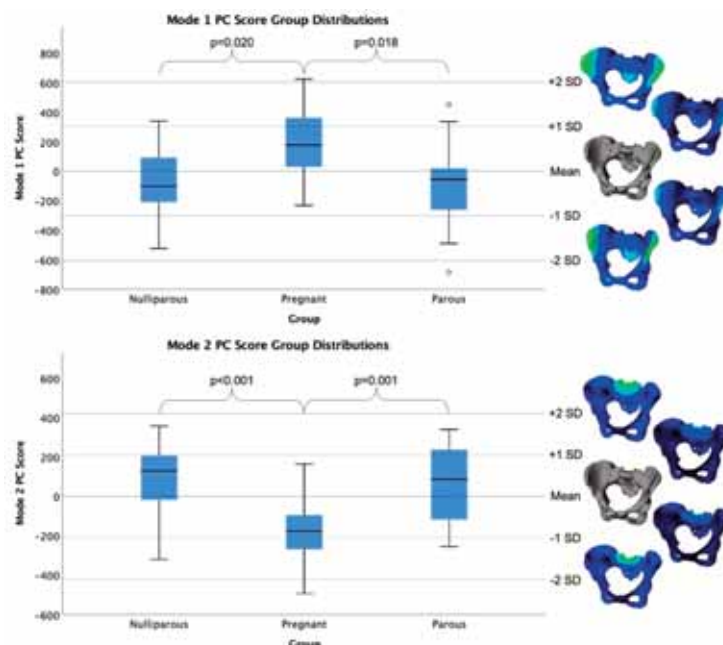 Mode 1 PC Score Group Distributions
p=0.020
p=0.018
800
600
400
200
0
−200
−400
−600
−800
Mode 1 PC Score
+2 SD
+1 SD
Mean
-1 SD
-2 SD
Nulliparous
Pregnant
Parous
Group
Mode 2 PC Score Group Distributions
p<0.001
p=0.001
600
400
200
0
−200
−400
−600
Mode 2 PC Score
+2 SD
+1 SD
Mean
-1 SD
-2 SD
Nulliparous
Pregnant
Parous
Group